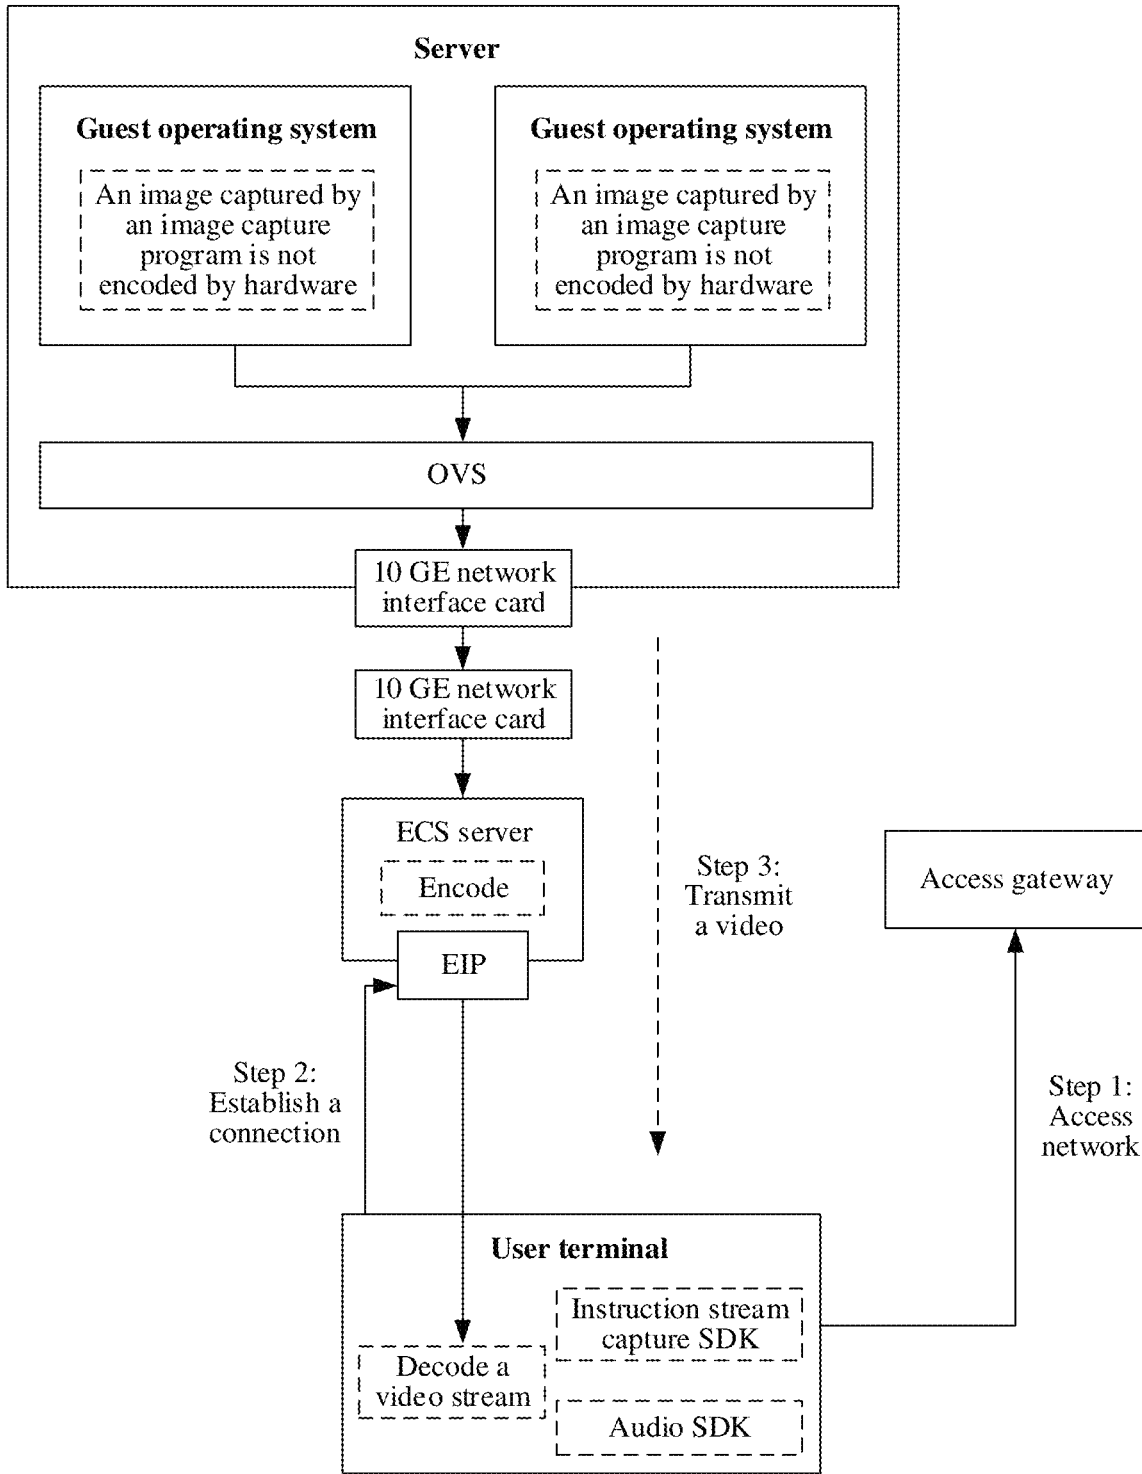 Server
Guest operating system
An image captured by
an image capture
program is not
encoded by hardware
Guest operating system
An image captured by
an image capture
program is not
encoded by hardware
OVS
10 GE network
interface card
10 GE network
interface card
ECS server
Encode
EIP
Step 3:
Transmit
a video
Access gateway
Step 2:
Establish a
connection
Step 1:
Access
network
User terminal
Instruction stream
capture SDK
Decode a
video stream
Audio SDK